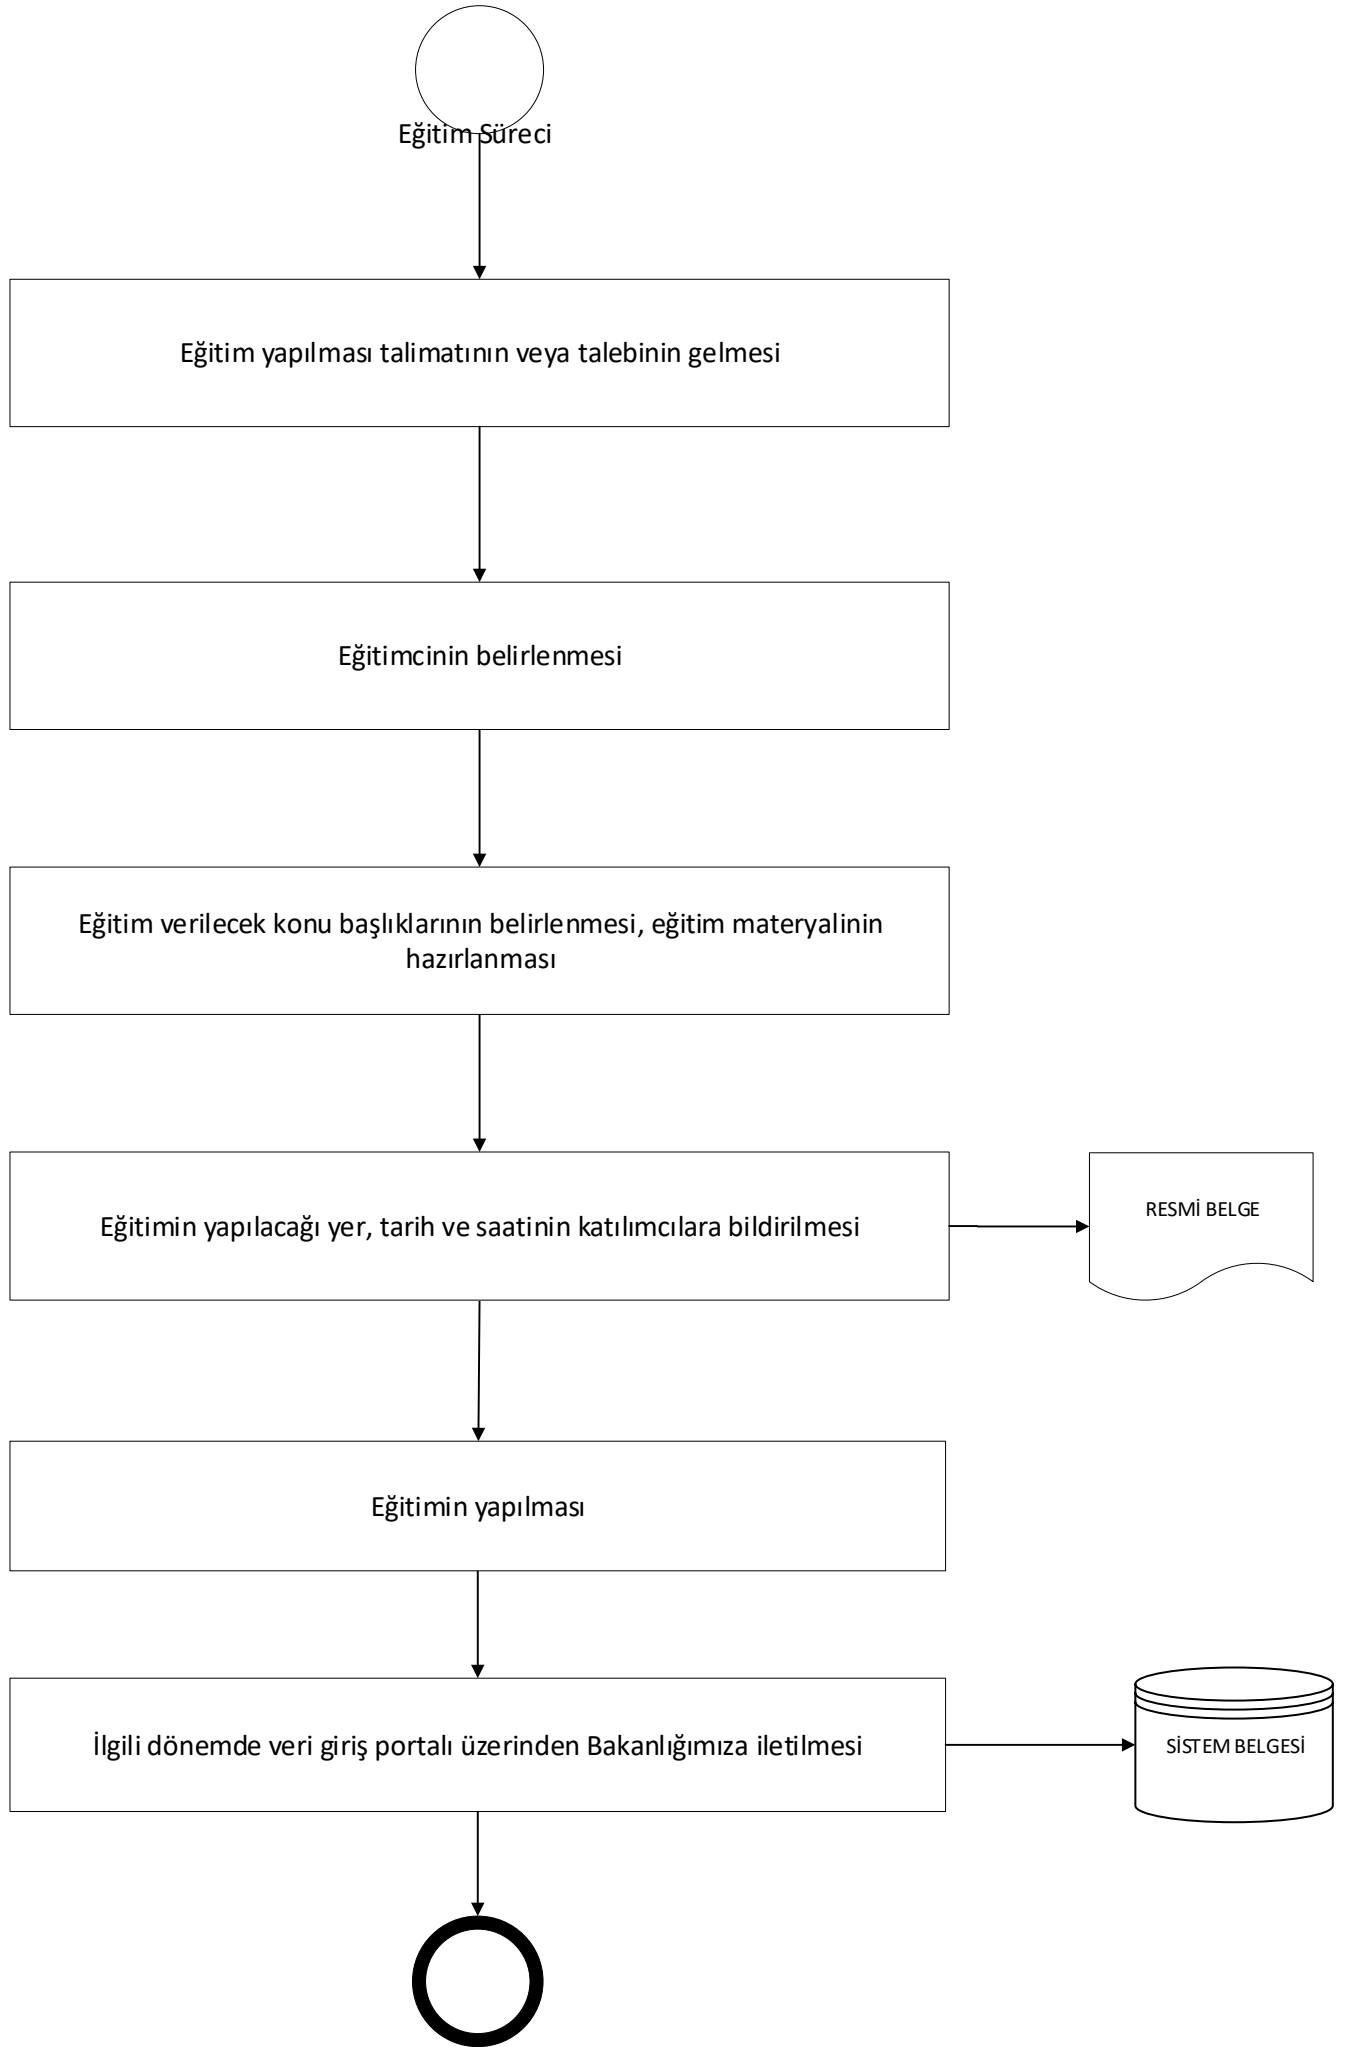 Eğitim Süreci
Eğitim yapılması talimatının veya talebinin gelmesi
Eğitimcinin belirlenmesi
Eğitim verilecek konu başlıklarının belirlenmesi, eğitim materyalinin
hazırlanması
Eğitimin yapılacağı yer, tarih ve saatinin katılımcılara bildirilmesi
RESMİ BELGE
Eğitimin yapılması
İlgili dönemde veri giriş portalı üzerinden Bakanlığımıza iletilmesi
SİSTEM BELGESİ